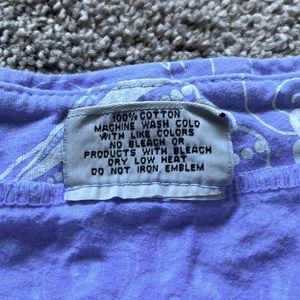 100% COTTON
MACHINE WASH COLD
WITH LIKE COLORS
NO BLEACH OR
PRODUCTS WITH BLEACH
DRY LOW HEAT
DO NOT IRON EMBLEM